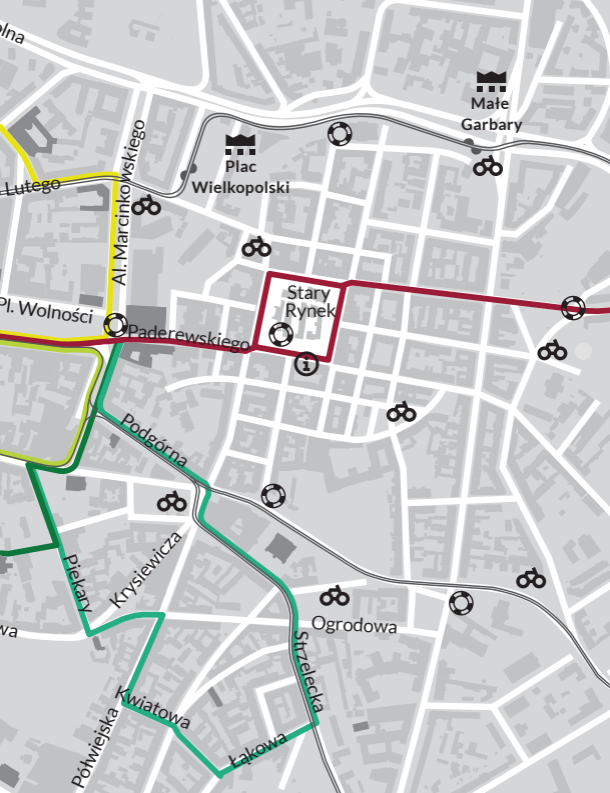 olna
Małe
Garbary
Plac
Wielkopolski
Lutego
Al. Marcinkowskiego
Stary
Rynek
Pl. Wolności
Paderewskiego
i
Podgórna
Krysiewicza
Piekary
wa
Ogrodowa
Strzelecka
Kwiatowa
Półwiejska
Łąkowa